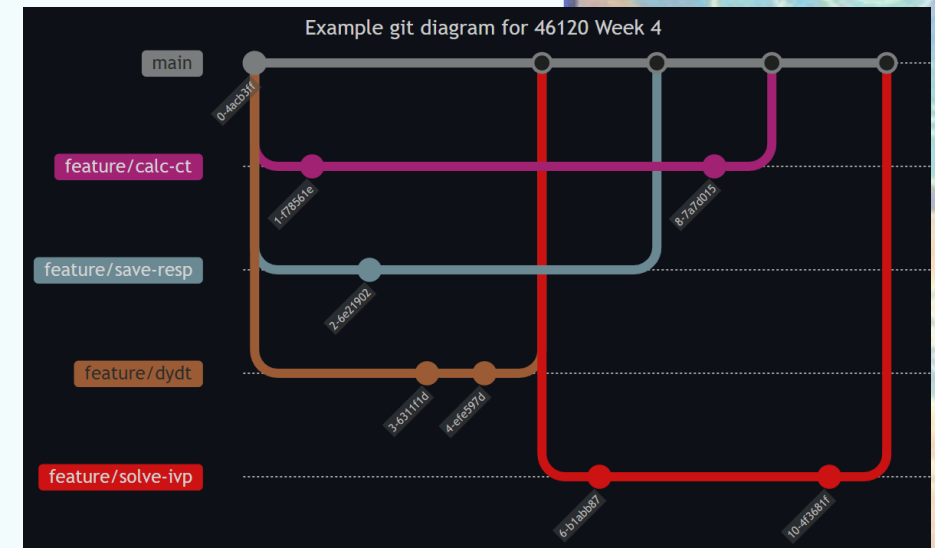 Example git diagram for 46120 Week 4
main
0-4acb3ff
feature/calc-ct
1-f78561e
8-7a7d015
feature/save-resp
2-6e21902
feature/dydt
3-6311f1d
4-efe597d
feature/solve-ivp
6-b1abb87
10-4f3681f